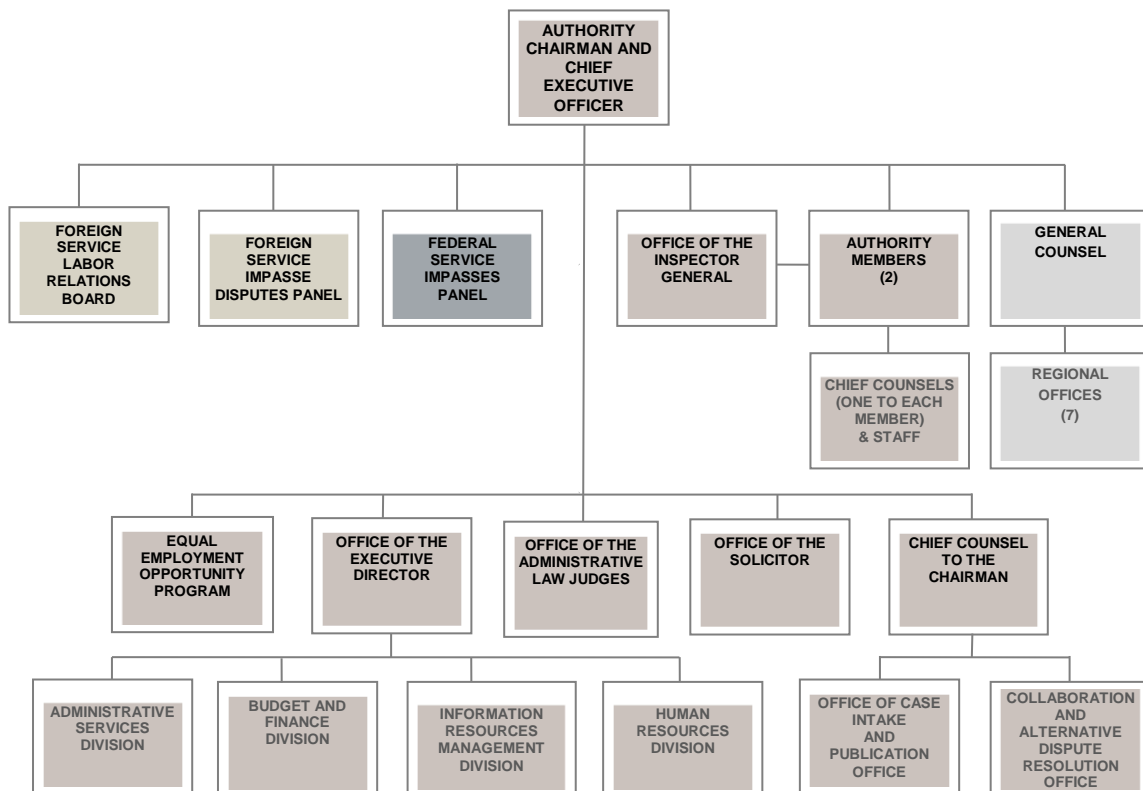 AUTHORITY
CHAIRMAN AND
CHIEF
EXECUTIVE
OFFICER
FOREIGN
SERVICE
LABOR
RELATIONS
BOARD
FOREIGN
SERVICE
IMPASSE
DISPUTES PANEL
FEDERAL
SERVICE
IMPASSES
PANEL
OFFICE OF THE
INSPECTOR
GENERAL
AUTHORITY
MEMBERS
(2)
GENERAL
COUNSEL
CHIEF COUNSELS
(ONE TO EACH
MEMBER)
& STAFF
REGIONAL
OFFICES
(7)
EQUAL
EMPLOYMENT
OPPORTUNITY
PROGRAM
OFFICE OF THE
EXECUTIVE
DIRECTOR
OFFICE OF THE
ADMINISTRATIVE
LAW JUDGES
OFFICE OF THE
SOLICITOR
CHIEF COUNSEL
TO THE
CHAIRMAN
ADMINISTRATIVE
SERVICES
DIVISION
BUDGET AND
FINANCE
DIVISION
INFORMATION
RESOURCES
MANAGEMENT
DIVISION
HUMAN
RESOURCES
DIVISION
OFFICE OF CASE
INTAKE
AND
PUBLICATION
OFFICE
COLLABORATION
AND
ALTERNATIVE
DISPUTE
RESOLUTION
OFFICE